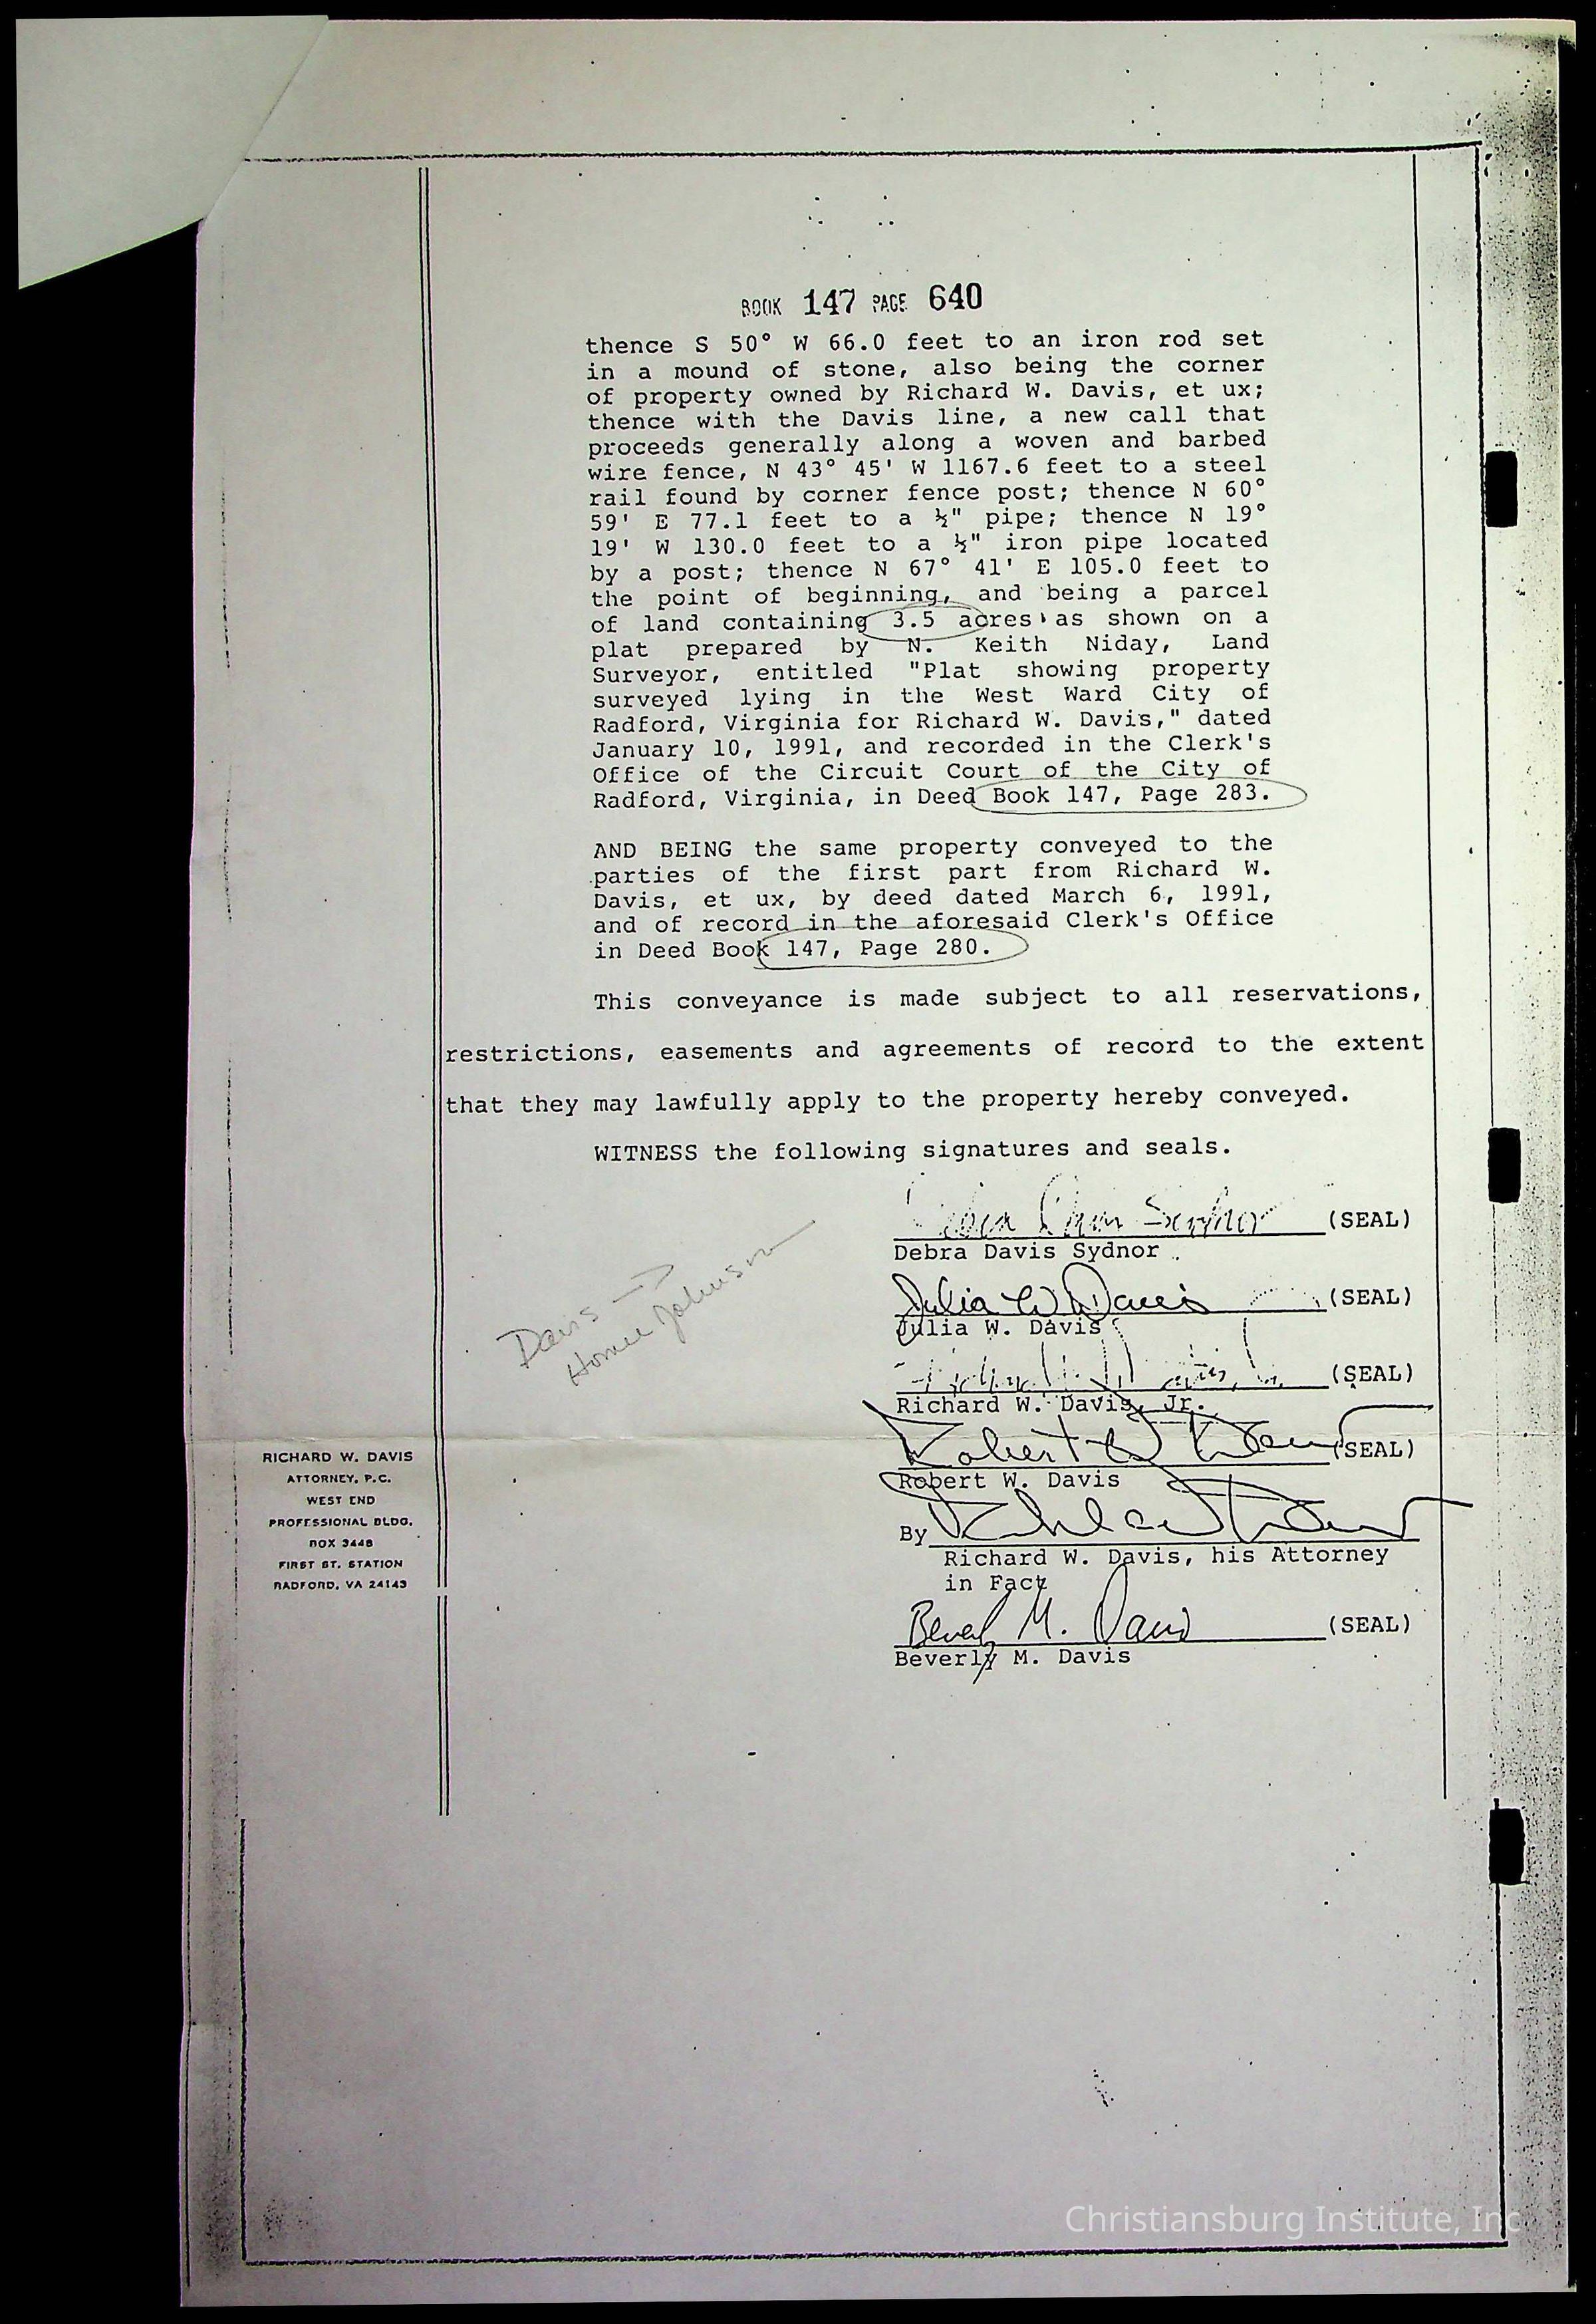 BOOK 147 PAGE 640
thence S 50° W 66.0 feet to an iron rod set
in a mound of stone, also being the corner
of property owned by Richard W. Davis, et ux;
thence with the Davis line, a new call that
proceeds generally along a woven and barbed
wire fence, N 43° 45' W 1167.6 feet to a steel
rail found by corner fence post; thence N 60°
59' E 77.1 feet to a ½" pipe; thence N 19°
19' W 130.0 feet to a ½" iron pipe located
by a post; thence N 67° 41' E 105.0 feet to
the point of beginning, and being a parcel
of land containing 3.5 acres as shown on a
plat prepared by N. Keith Niday, Land
Surveyor, entitled "Plat showing property
surveyed lying in the West Ward City of
Radford, Virginia for Richard W. Davis," dated
January 10, 1991, and recorded in the Clerk's
Office of the Circuit Court of the City of
Radford, Virginia, in Deed Book 147, Page 283.
AND BEING the same property conveyed to the
parties of the first part from Richard W.
Davis, et ux, by deed dated March 6, 1991,
and of record in the aforesaid Clerk's Office
in Deed Book 147, Page 280.
This conveyance is made subject to all reservations,
restrictions, easements and agreements of record to the extent
that they may lawfully apply to the property hereby conveyed.
WITNESS the following signatures and seals.
Debra Davis Sydnor (SEAL)
Debra Davis Sydnor
Julia W. Davis (SEAL)
Julia W. Davis
Richard W. Davis, Jr. (SEAL)
Richard W. Davis, Jr.
Robert W. Davis (SEAL)
Robert W. Davis
By Richard W. Davis
Richard W. Davis, his Attorney
in Fact
Beverly M. Davis (SEAL)
Beverly M. Davis
Davis →
Homer Johnson
RICHARD W. DAVIS
ATTORNEY, P.C.
WEST END
PROFESSIONAL BLDG.
BOX 3448
FIRST ST. STATION
RADFORD, VA 24143
Christiansburg Institute, Inc